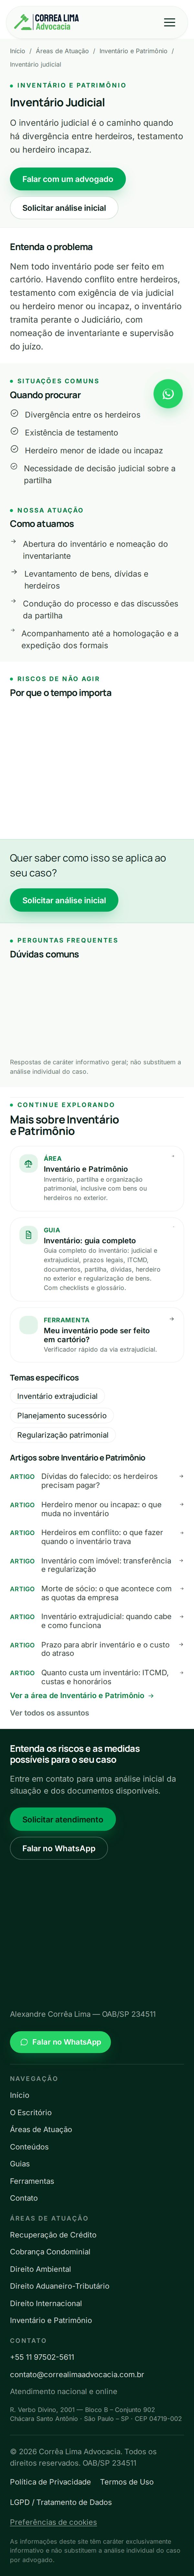 CORREA LIMA
Advocacia
Início / Áreas de Atuação / Inventário e Patrimônio /
Inventário judicial
INVENTÁRIO E PATRIMÔNIO
Inventário Judicial
O inventário judicial é o caminho quando
há divergência entre herdeiros, testamento
ou herdeiro incapaz.
Falar com um advogado
Solicitar análise inicial
Entenda o problema
Nem todo inventário pode ser feito em
cartório. Havendo conflito entre herdeiros,
testamento com exigência de via judicial
ou herdeiro menor ou incapaz, o inventário
tramita perante o Judiciário, com
nomeação de inventariante e supervisão
do juízo.
SITUAÇÕES COMUNS
Quando procurar
Divergência entre os herdeiros
Existência de testamento
Herdeiro menor de idade ou incapaz
Necessidade de decisão judicial sobre a
partilha
NOSSA ATUAÇÃO
Como atuamos
Abertura do inventário e nomeação do
inventariante
Levantamento de bens, dívidas e
herdeiros
Condução do processo e das discussões
da partilha
Acompanhamento até a homologação e a
expedição dos formais
RISCOS DE NÃO AGIR
Por que o tempo importa
Quer saber como isso se aplica ao
seu caso?
Solicitar análise inicial
PERGUNTAS FREQUENTES
Dúvidas comuns
Respostas de caráter informativo geral; não substituem a
análise individual do caso.
CONTINUE EXPLORANDO
Mais sobre Inventário
e Patrimônio
ÁREA
Inventário e Patrimônio
Inventário, partilha e organização
patrimonial, inclusive com bens ou
herdeiros no exterior.
GUIA
Inventário: guia completo
Guia completo do inventário: judicial e
extrajudicial, prazos legais, ITCMD,
documentos, partilha, dívidas, herdeiro
no exterior e regularização de bens.
Com checklists e glossário.
FERRAMENTA
Meu inventário pode ser feito
em cartório?
Verificador rápido da via extrajudicial.
Temas específicos
Inventário extrajudicial
Planejamento sucessório
Regularização patrimonial
Artigos sobre Inventário e Patrimônio
ARTIGO Dívidas do falecido: os herdeiros
precisam pagar?
ARTIGO Herdeiro menor ou incapaz: o que
muda no inventário
ARTIGO Herdeiros em conflito: o que fazer
quando o inventário trava
ARTIGO Inventário com imóvel: transferência
e regularização
ARTIGO Morte de sócio: o que acontece com
as quotas da empresa
ARTIGO Inventário extrajudicial: quando cabe
e como funciona
ARTIGO Prazo para abrir inventário e o custo
do atraso
ARTIGO Quanto custa um inventário: ITCMD,
custas e honorários
Ver a área de Inventário e Patrimônio
Ver todos os assuntos
Entenda os riscos e as medidas
possíveis para o seu caso
Entre em contato para uma análise inicial da
situação e dos documentos disponíveis.
Solicitar atendimento
Falar no WhatsApp
Alexandre Corrêa Lima — OAB/SP 234511
Falar no WhatsApp
NAVEGAÇÃO
Início
O Escritório
Áreas de Atuação
Conteúdos
Guias
Ferramentas
Contato
ÁREAS DE ATUAÇÃO
Recuperação de Crédito
Cobrança Condominial
Direito Ambiental
Direito Aduaneiro-Tributário
Direito Internacional
Inventário e Patrimônio
CONTATO
+55 11 97502-5611
contato@correalimaadvocacia.com.br
Atendimento nacional e online
R. Verbo Divino, 2001 — Bloco B – Conjunto 902
Chácara Santo Antônio · São Paulo – SP · CEP 04719-002
© 2026 Corrêa Lima Advocacia. Todos os
direitos reservados. OAB/SP 234511
Política de Privacidade Termos de Uso
LGPD / Tratamento de Dados
Preferências de cookies
As informações deste site têm caráter exclusivamente
informativo e não substituem a análise individual do caso
por advogado.